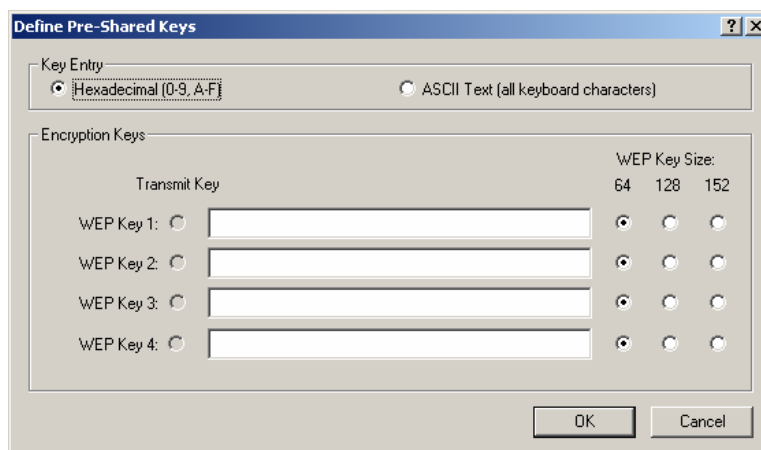 Define Pre-Shared Keys
Key Entry
Hexadecimal (0-9, A-F) ASCII Text (all keyboard characters)
Encryption Keys
WEP Key Size:
Transmit Key 64 128 152
WEP Key 1:
WEP Key 2:
WEP Key 3:
WEP Key 4:
OK Cancel